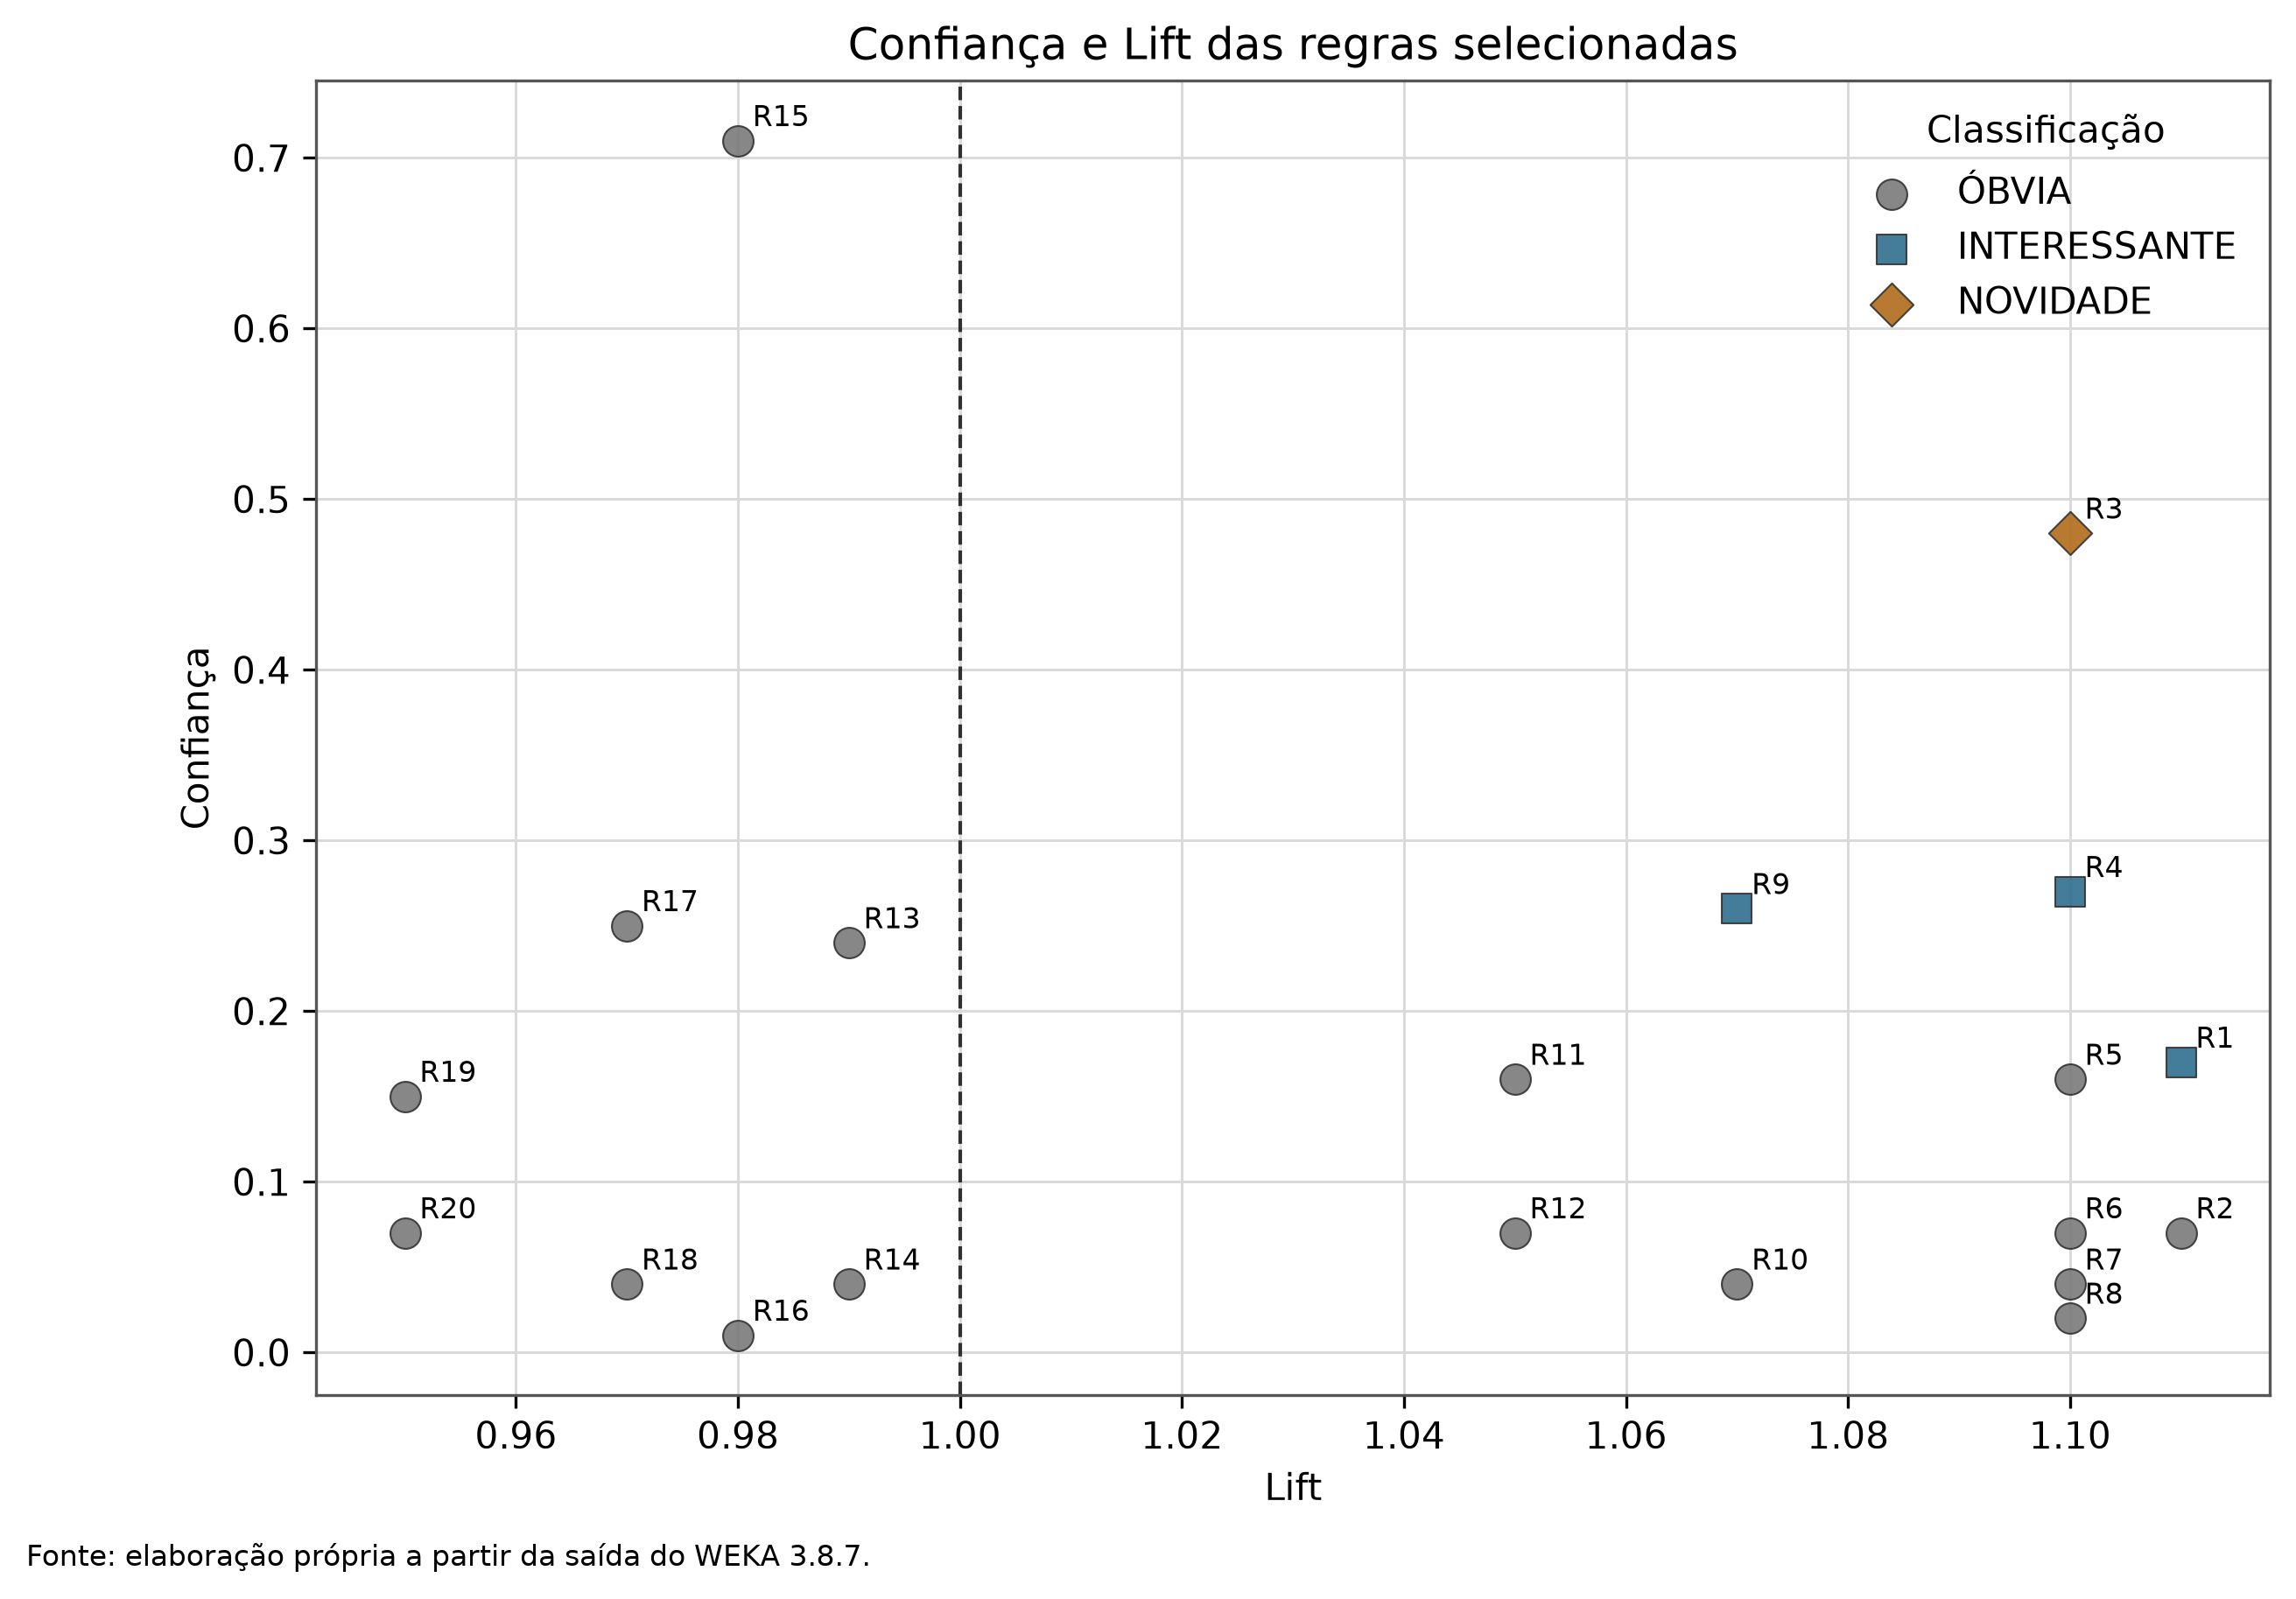 Confiança e Lift das regras selecionadas
Classificação
ÓBVIA
INTERESSANTE
NOVIDADE
R15
R3
R4
R9
R17
R13
R1
R5
R11
R19
R20
R12
R6
R2
R18
R14
R10
R7
R8
R16
Confiança
0.7
0.6
0.5
0.4
0.3
0.2
0.1
0.0
0.96 0.98 1.00 1.02 1.04 1.06 1.08 1.10
Lift
Fonte: elaboração própria a partir da saída do WEKA 3.8.7.